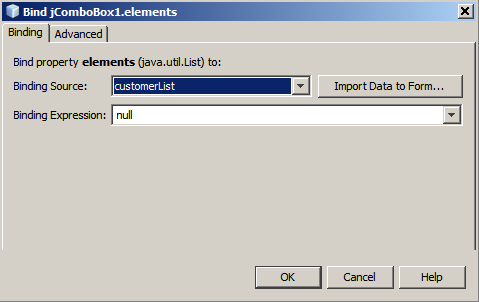 Bind jComboBox1.elements
Binding Advanced
Bind property elements (java.util.List) to:
Binding Source: customerList Import Data to Form...
Binding Expression: null
OK Cancel Help